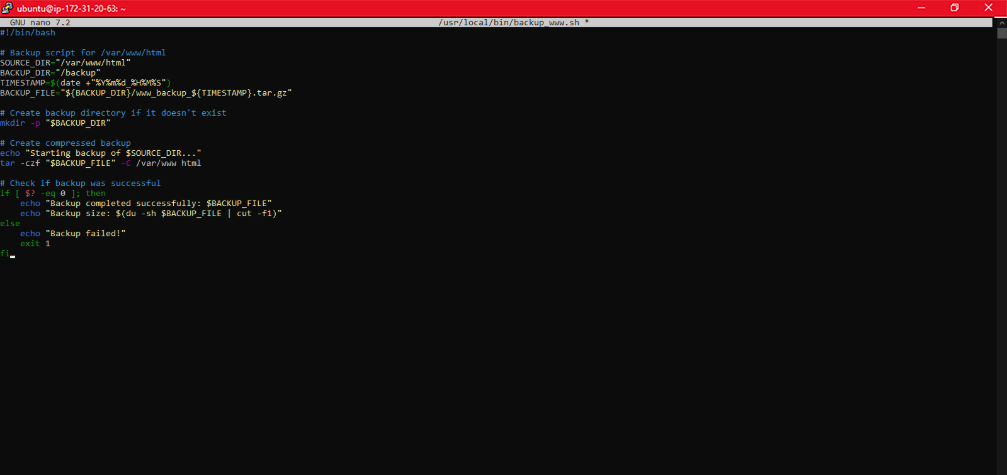 ubuntu@ip-172-31-20-63: ~
GNU nano 7.2 /usr/local/bin/backup_www.sh *
#!/bin/bash
# Backup script for /var/www/html
SOURCE_DIR="/var/www/html"
BACKUP_DIR="/backup"
TIMESTAMP=$(date +"%Y%m%d_%H%M%S")
BACKUP_FILE="${BACKUP_DIR}/www_backup_${TIMESTAMP}.tar.gz"
# Create backup directory if it doesn't exist
mkdir -p "$BACKUP_DIR"
# Create compressed backup
echo "Starting backup of $SOURCE_DIR..."
tar -czf "$BACKUP_FILE" -C /var/www html
# Check if backup was successful
if [ $? -eq 0 ]; then
    echo "Backup completed successfully: $BACKUP_FILE"
    echo "Backup size: $(du -sh $BACKUP_FILE | cut -f1)"
else
    echo "Backup failed!"
    exit 1
fi